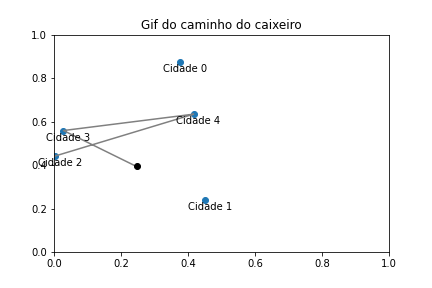 Gif do caminho do caixeiro
1.0
Cidade 0
0.8
0.6
Cidade 4
Cidade 3
0.4
Cidade 2
0.2
Cidade 1
0.0
0.0 0.2 0.4 0.6 0.8 1.0